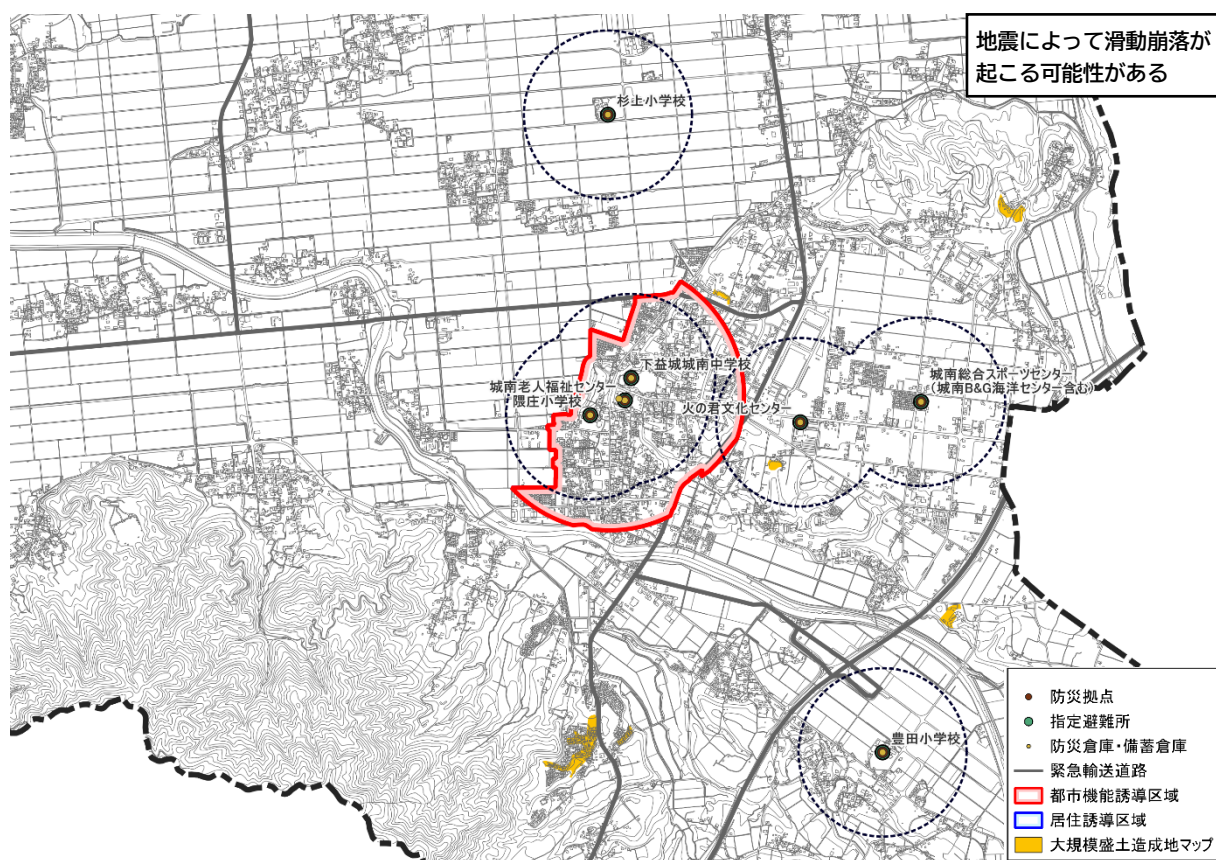 地震によって滑動崩落が
起こる可能性がある
杉上小学校
下益城城南中学校
城南老人福祉センター
隈庄小学校
火の君文化センター
城南総合スポーツセンター
(城南B&G海洋センター含む)
豊田小学校
防災拠点
指定避難所
防災倉庫・備蓄倉庫
緊急輸送道路
都市機能誘導区域
居住誘導区域
大規模盛土造成地マップ